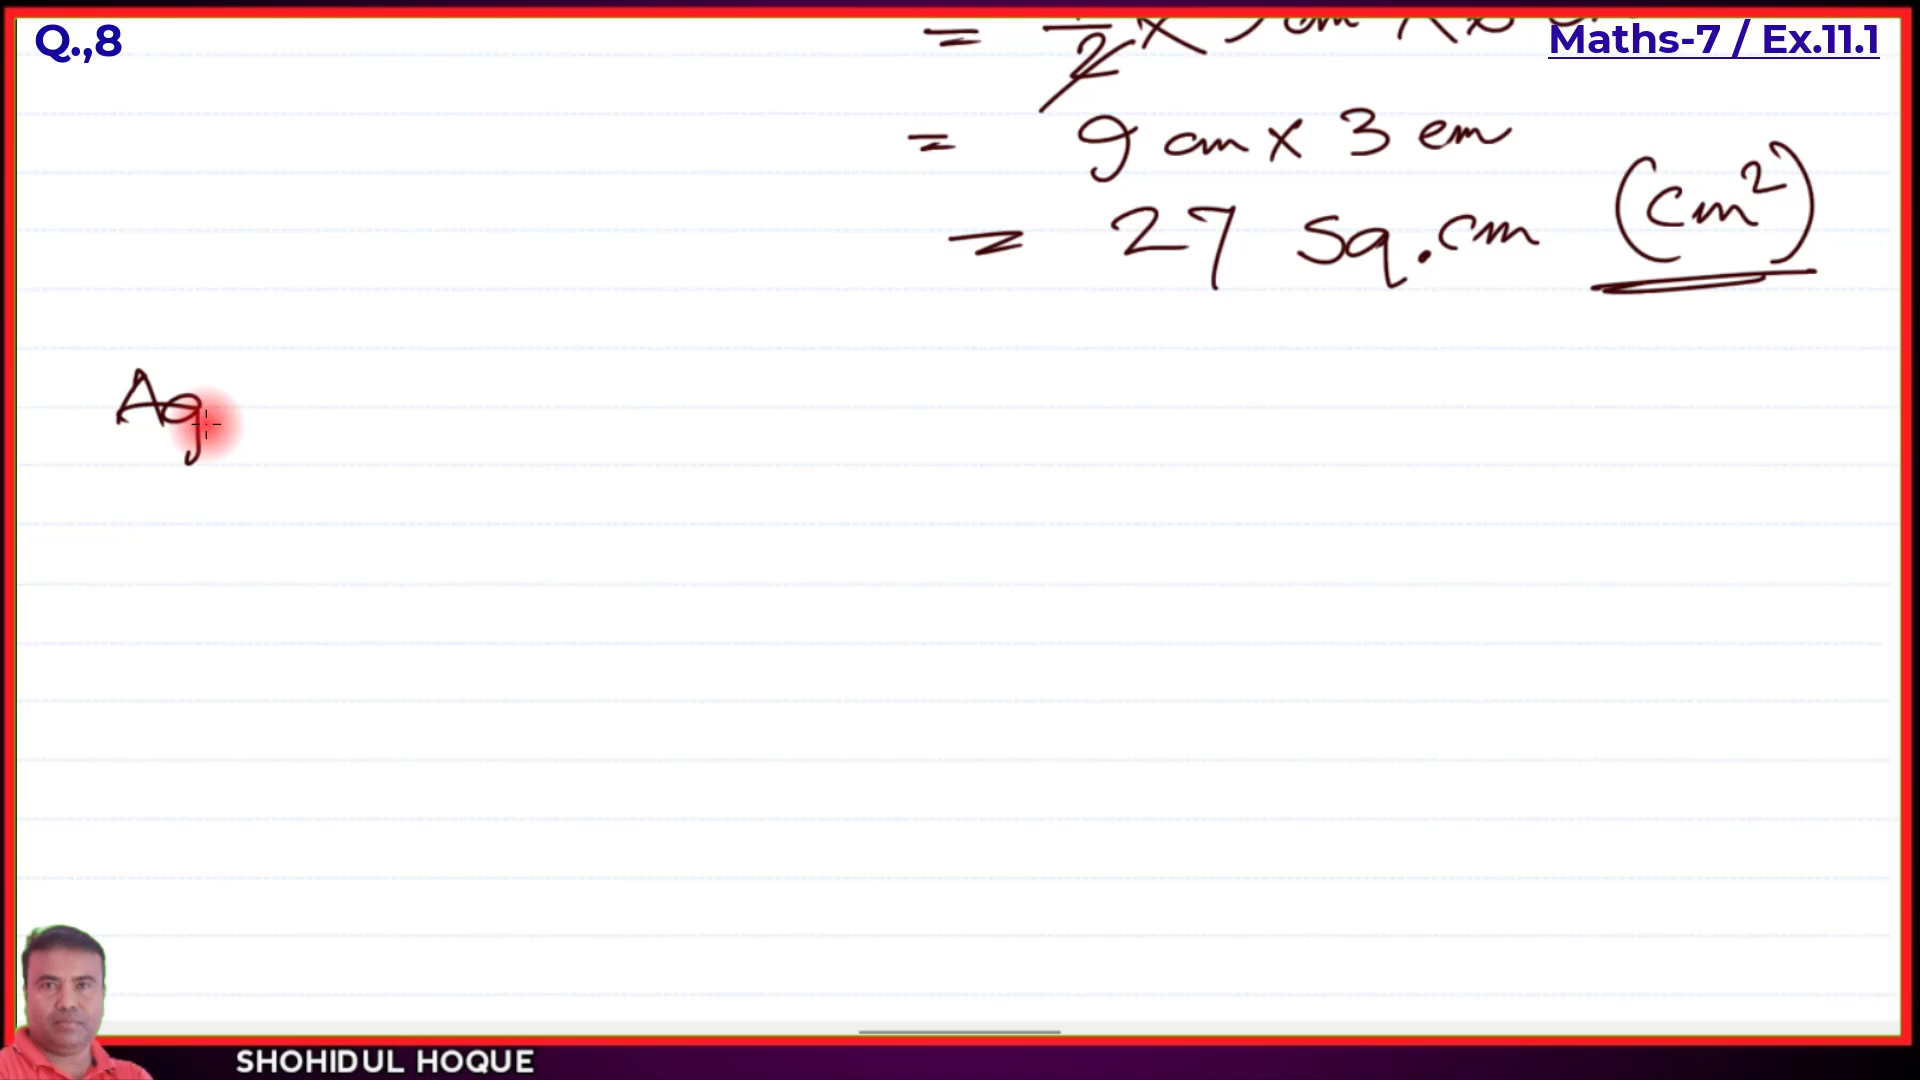 Q.,8
Maths-7 / Ex.11.1
= 9 cm x 3 cm
= 27 sq.cm (cm²)
Ag
SHOHIDUL HOQUE